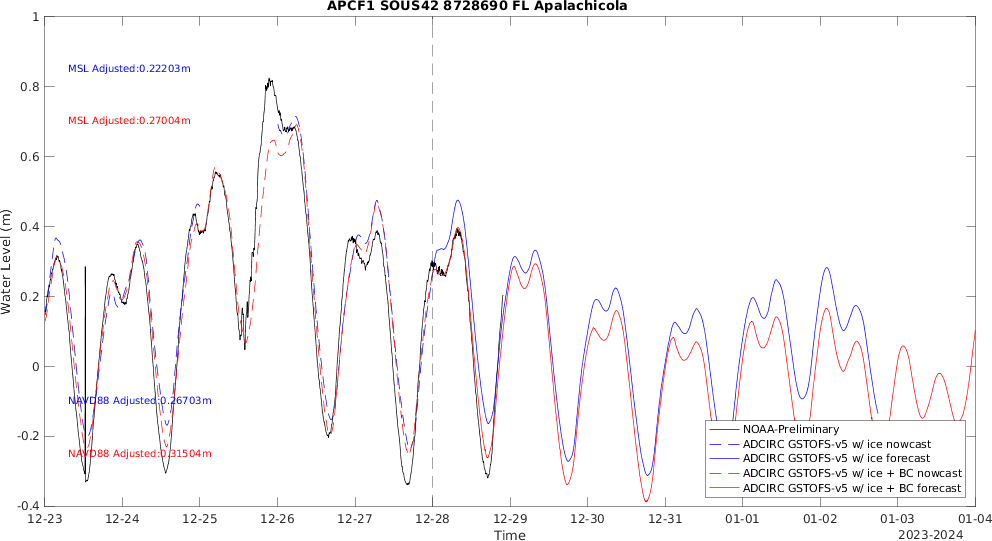 APCF1 SOUS42 8728690 FL Apalachicola
1
0.8
0.6
0.4
0.2
0
-0.2
-0.4
Water Level (m)
MSL Adjusted:0.22203m
MSL Adjusted:0.27004m
NAVD88 Adjusted:0.26703m
NAVD88 Adjusted:0.31504m
NOAA-Preliminary
ADCIRC GSTOFS-v5 w/ ice nowcast
ADCIRC GSTOFS-v5 w/ ice forecast
ADCIRC GSTOFS-v5 w/ ice + BC nowcast
ADCIRC GSTOFS-v5 w/ ice + BC forecast
12-23 12-24 12-25 12-26 12-27 12-28 12-29 12-30 12-31 01-01 01-02 01-03 01-04
Time
2023-2024